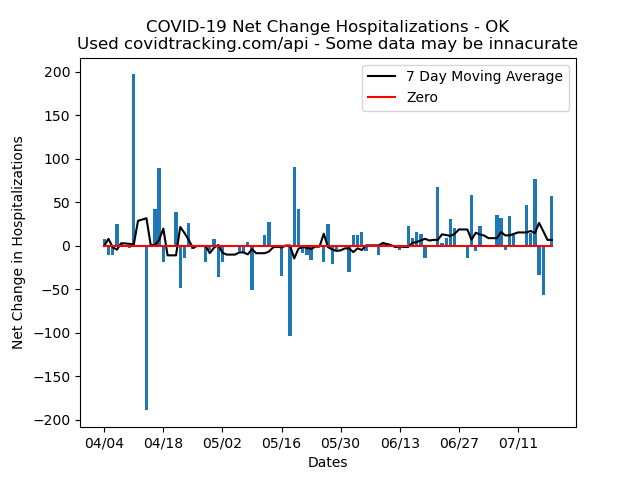 COVID-19 Net Change Hospitalizations - OK
Used covidtracking.com/api - Some data may be innacurate
7 Day Moving Average
Zero
Net Change in Hospitalizations
200
150
100
50
0
−50
−100
−150
−200
04/04 04/18 05/02 05/16 05/30 06/13 06/27 07/11
Dates